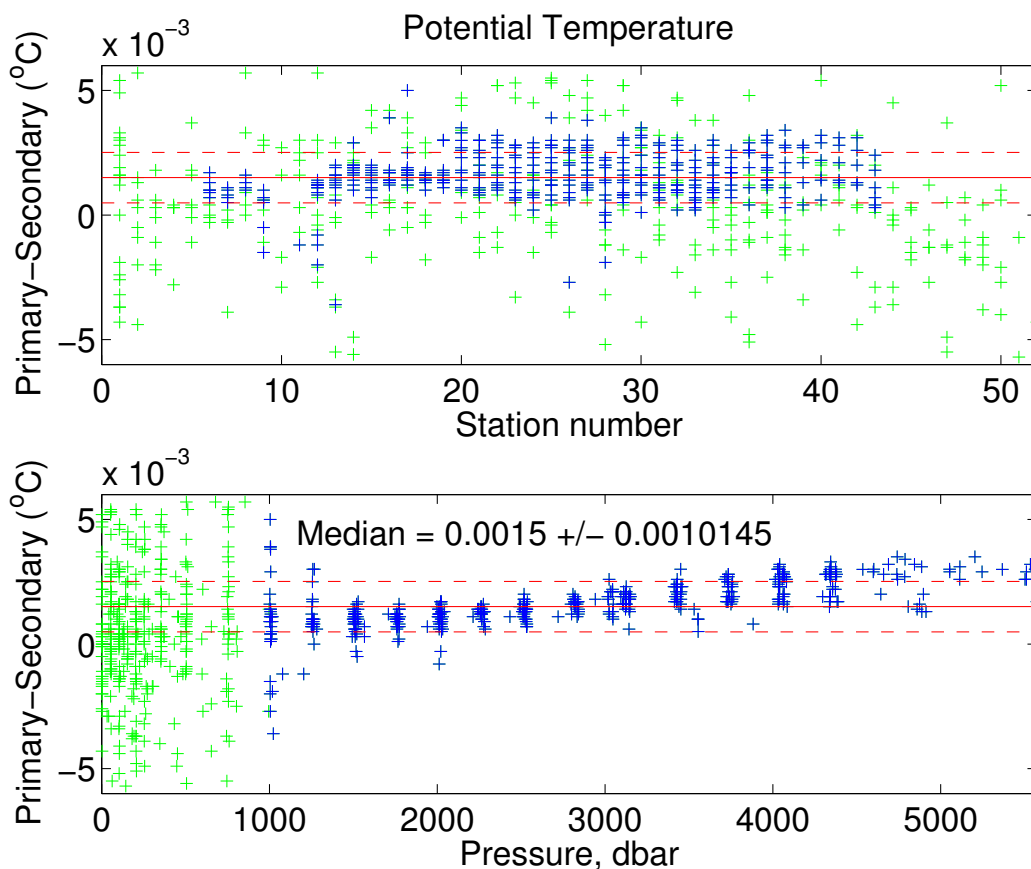 Potential Temperature
x 10⁻³
Primary−Secondary (°C)
5
0
−5
0 10 20 30 40 50
Station number
x 10⁻³
Primary−Secondary (°C)
5
0
−5
Median = 0.0015 +/− 0.0010145
0 1000 2000 3000 4000 5000
Pressure, dbar